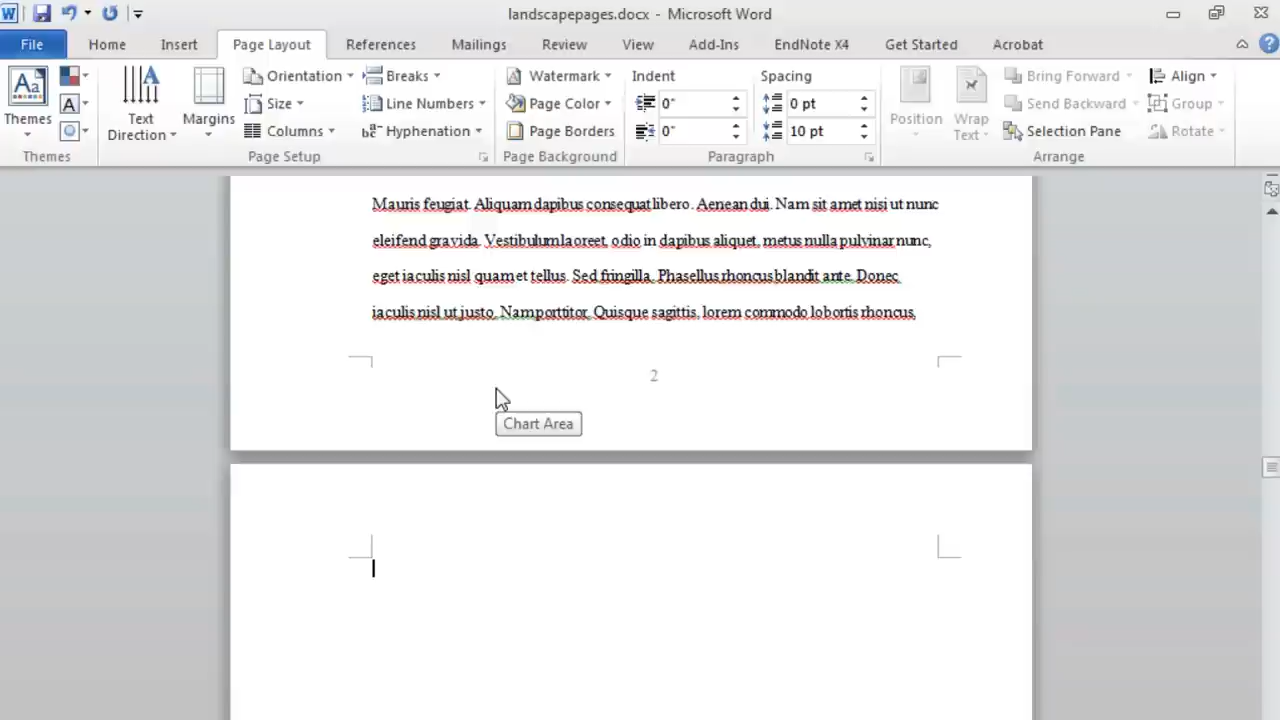 landscapepages.docx - Microsoft Word
File Home Insert Page Layout References Mailings Review View Add-Ins EndNote X4 Get Started Acrobat
Themes
Themes
Text Direction
Margins
Orientation
Size
Columns
Breaks
Line Numbers
Hyphenation
Page Setup
Watermark
Page Color
Page Borders
Page Background
Indent
0"
0"
Spacing
0 pt
10 pt
Paragraph
Position
Wrap Text
Bring Forward
Send Backward
Selection Pane
Align
Group
Rotate
Arrange
Mauris feugiat. Aliquam dapibus consequat libero. Aenean dui. Nam sit amet nisi ut nunc
eleifend gravida. Vestibulum laoreet, odio in dapibus aliquet, metus nulla pulvinar nunc,
eget iaculis nisl quam et tellus. Sed fringilla. Phasellus rhoncus blandit ante. Donec
iaculis nisl ut justo. Nam porttitor. Quisque sagittis, lorem commodo lobortis rhoncus,
2
Chart Area